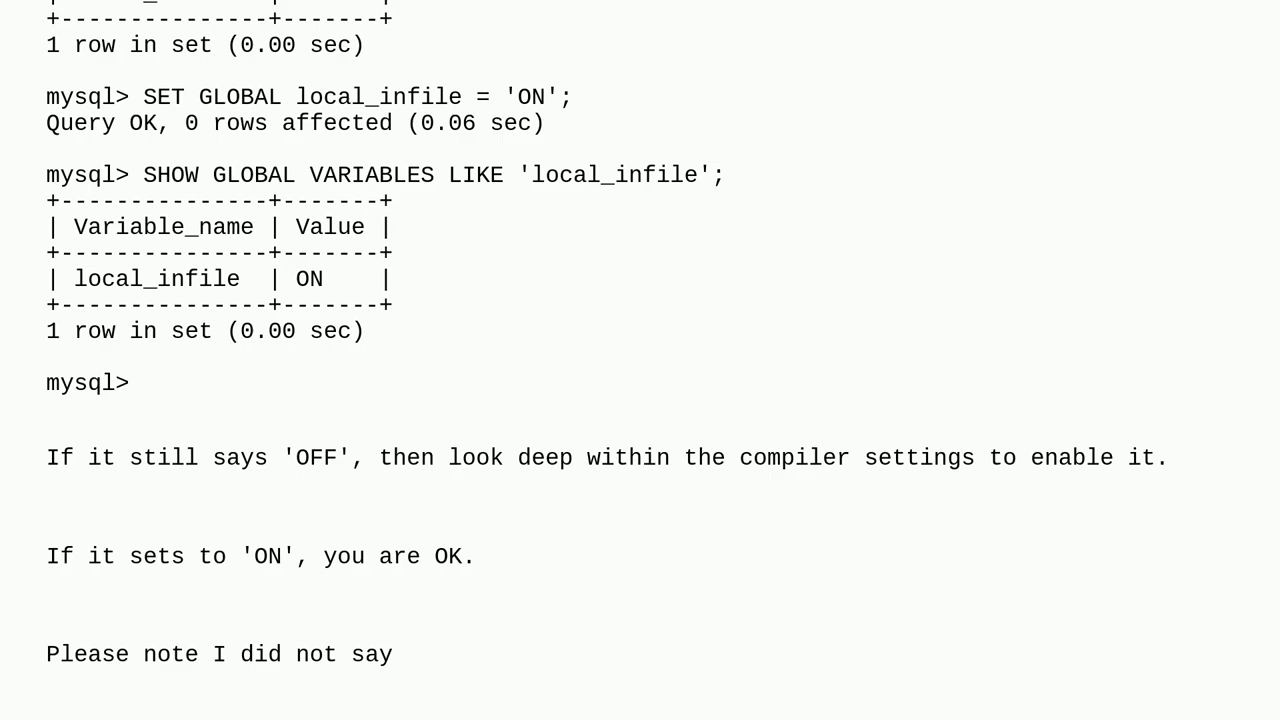 +---------------+-------+
1 row in set (0.00 sec)
mysql> SET GLOBAL local_infile = 'ON';
Query OK, 0 rows affected (0.06 sec)
mysql> SHOW GLOBAL VARIABLES LIKE 'local_infile';
+---------------+-------+
| Variable_name | Value |
+---------------+-------+
| local_infile  | ON    |
+---------------+-------+
1 row in set (0.00 sec)
mysql>
If it still says 'OFF', then look deep within the compiler settings to enable it.
If it sets to 'ON', you are OK.
Please note I did not say